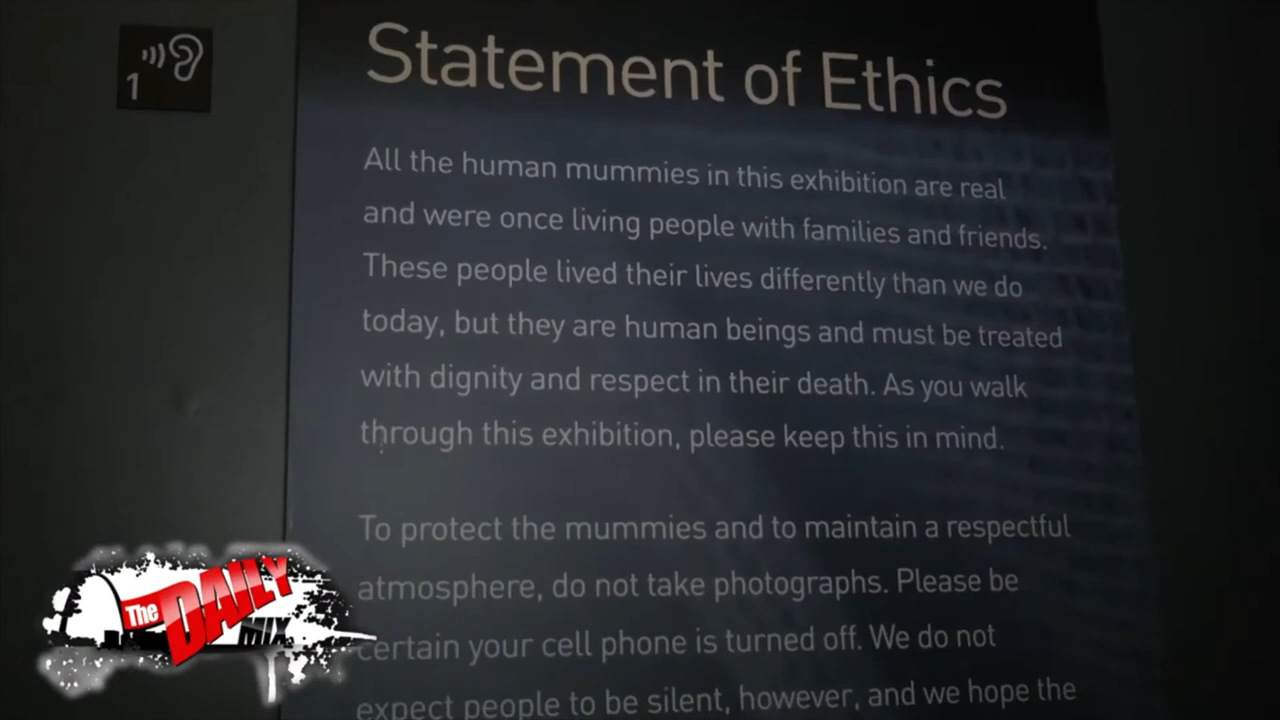 1
Statement of Ethics
All the human mummies in this exhibition are real
and were once living people with families and friends.
These people lived their lives differently than we do
today, but they are human beings and must be treated
with dignity and respect in their death. As you walk
through this exhibition, please keep this in mind.
To protect the mummies and to maintain a respectful
atmosphere, do not take photographs. Please be
certain your cell phone is turned off. We do not
expect people to be silent, however, and we hope the
The DAILY
MIX